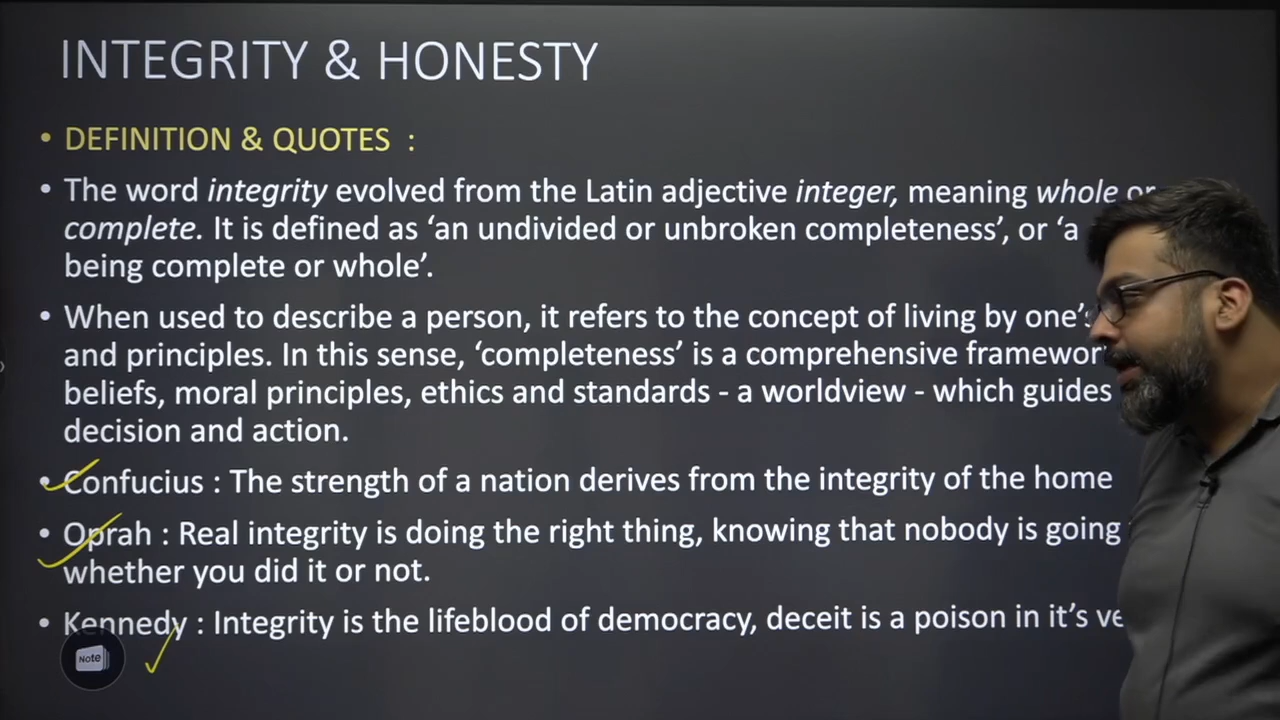 INTEGRITY & HONESTY
• DEFINITION & QUOTES :
• The word integrity evolved from the Latin adjective integer, meaning whole or
complete. It is defined as ‘an undivided or unbroken completeness’, or ‘a
being complete or whole’.
• When used to describe a person, it refers to the concept of living by one’s
and principles. In this sense, ‘completeness’ is a comprehensive
beliefs, moral principles, ethics and standards - a worldview - which guides
decision and action.
• Confucius : The strength of a nation derives from the integrity of the home
• Oprah : Real integrity is doing the right thing, knowing that nobody is going
whether you did it or not.
• Kennedy : Integrity is the lifeblood of democracy, deceit is a poison in it’s
Note